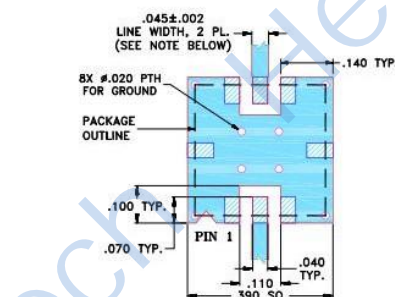 .045±.002
LINE WIDTH, 2 PL.
(SEE NOTE BELOW)
.140 TYP
8X ø.020 PTH
FOR GROUND
PACKAGE
OUTLINE
.100 TYP.
.070 TYP.
PIN 1
.040
TYP.
.110
.390 SQ